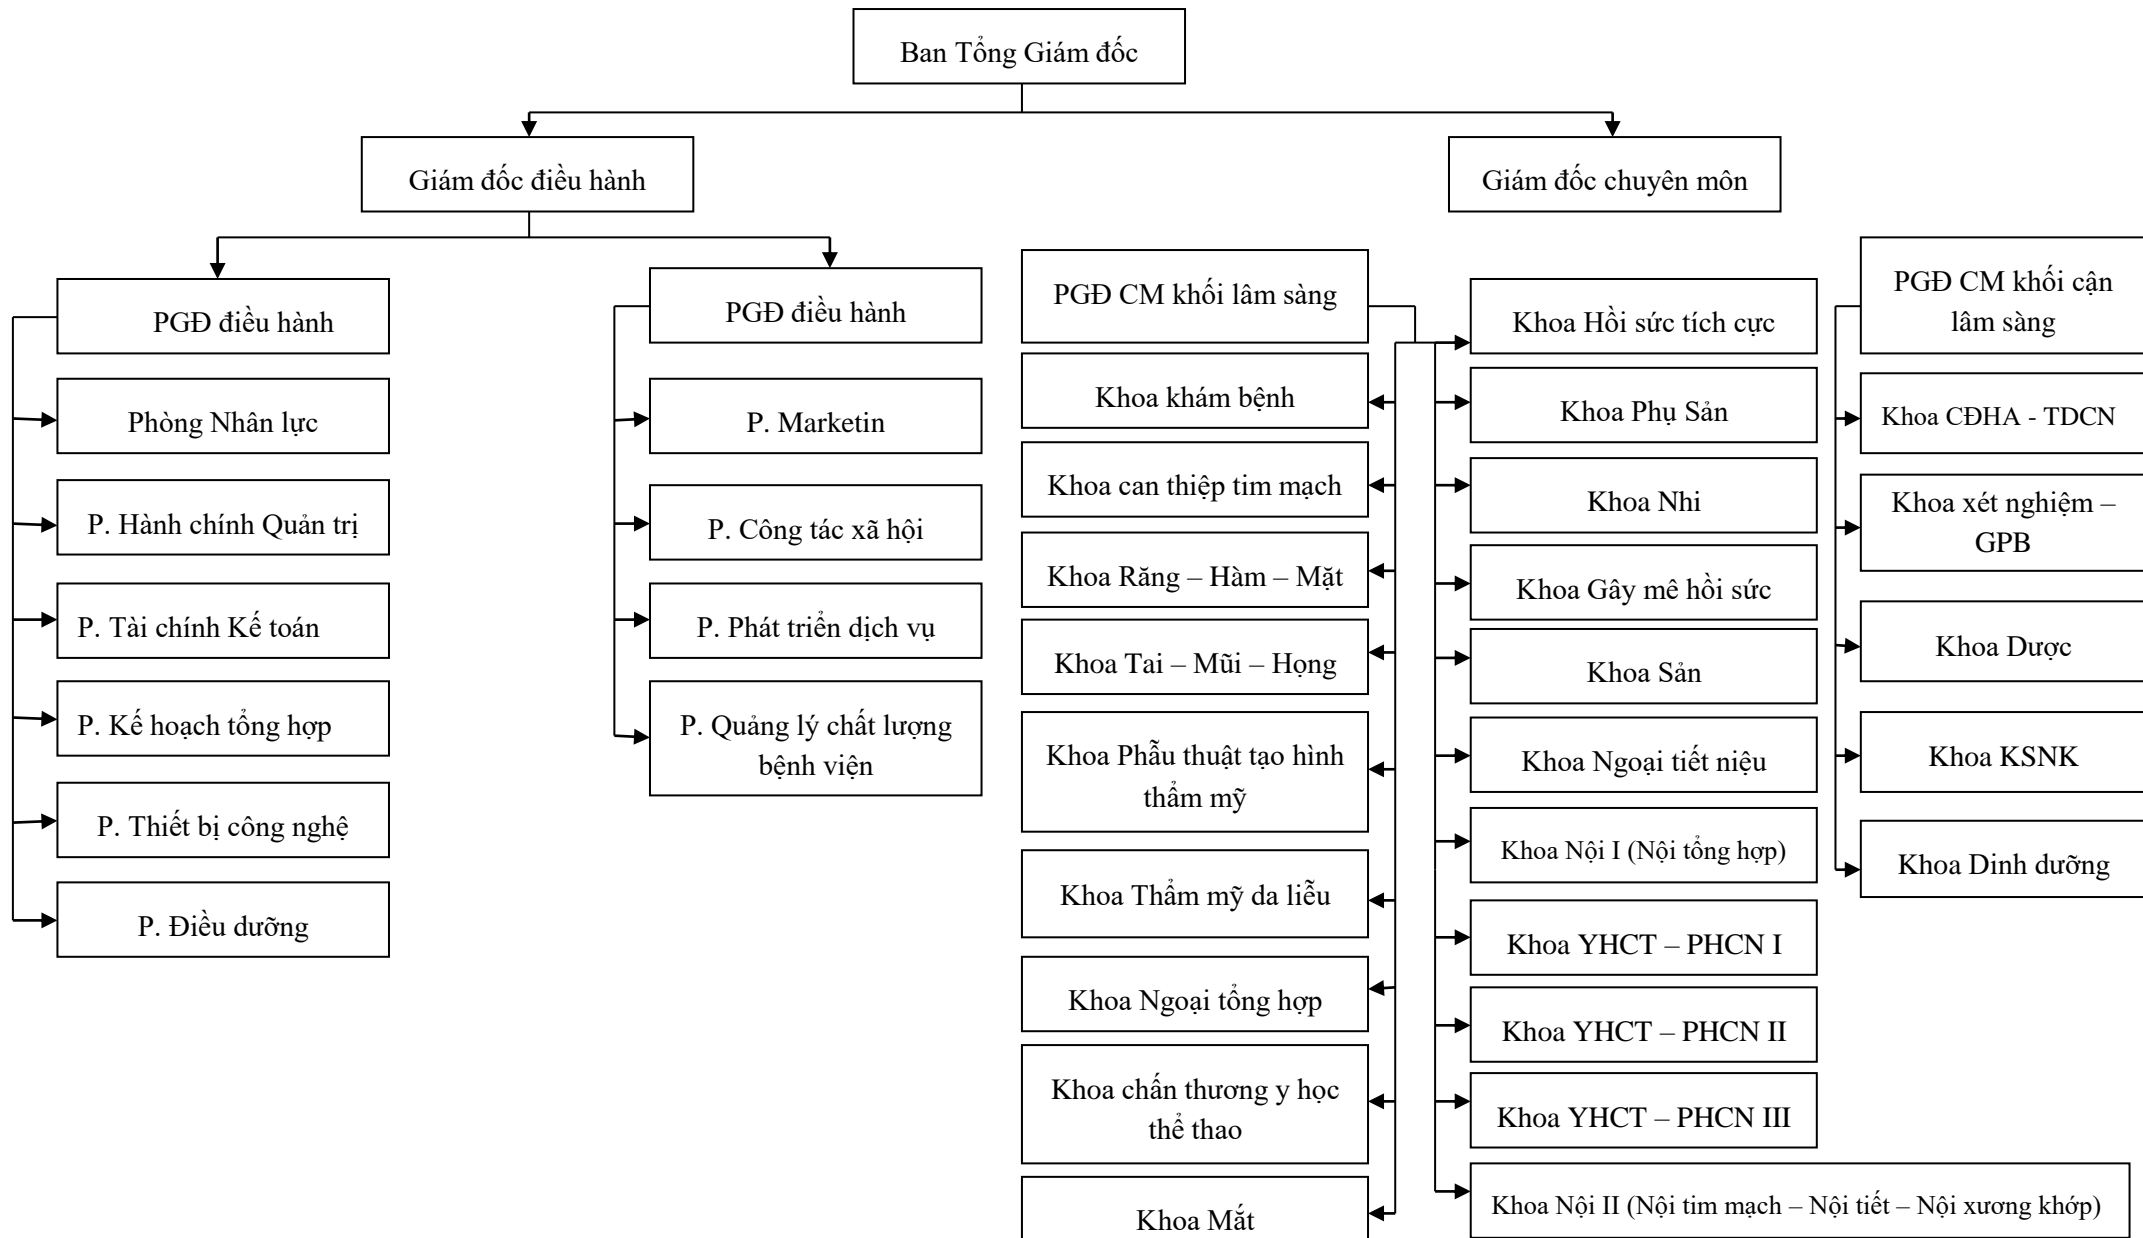 Ban Tổng Giám đốc
Giám đốc điều hành
Giám đốc chuyên môn
PGĐ điều hành
Phòng Nhân lực
P. Hành chính Quản trị
P. Tài chính Kế toán
P. Kế hoạch tổng hợp
P. Thiết bị công nghệ
P. Điều dưỡng
PGĐ điều hành
P. Marketin
P. Công tác xã hội
P. Phát triển dịch vụ
P. Quảng lý chất lượng
bệnh viện
PGĐ CM khối lâm sàng
Khoa khám bệnh
Khoa can thiệp tim mạch
Khoa Răng – Hàm – Mặt
Khoa Tai – Mũi – Họng
Khoa Phẫu thuật tạo hình
thẩm mỹ
Khoa Thẩm mỹ da liễu
Khoa Ngoại tổng hợp
Khoa chấn thương y học
thể thao
Khoa Mắt
Khoa Hồi sức tích cực
Khoa Phụ Sản
Khoa Nhi
Khoa Gây mê hồi sức
Khoa Sản
Khoa Ngoại tiết niệu
Khoa Nội I (Nội tổng hợp)
Khoa YHCT – PHCN I
Khoa YHCT – PHCN II
Khoa YHCT – PHCN III
Khoa Nội II (Nội tim mạch – Nội tiết – Nội xương khớp)
PGĐ CM khối cận
lâm sàng
Khoa CĐHA - TDCN
Khoa xét nghiệm –
GPB
Khoa Dược
Khoa KSNK
Khoa Dinh dưỡng